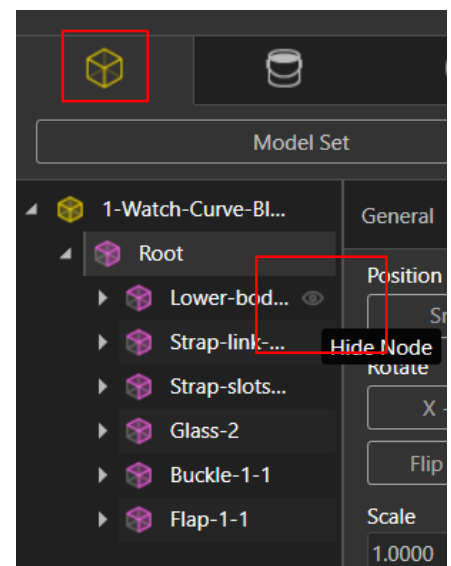 Model Set
1-Watch-Curve-Bl...
General
Root
Position
Lower-bod...
Strap-link-...
Hide Node
Rotate
Strap-slots...
X -
Glass-2
Flip
Buckle-1-1
Flap-1-1
Scale
1.0000